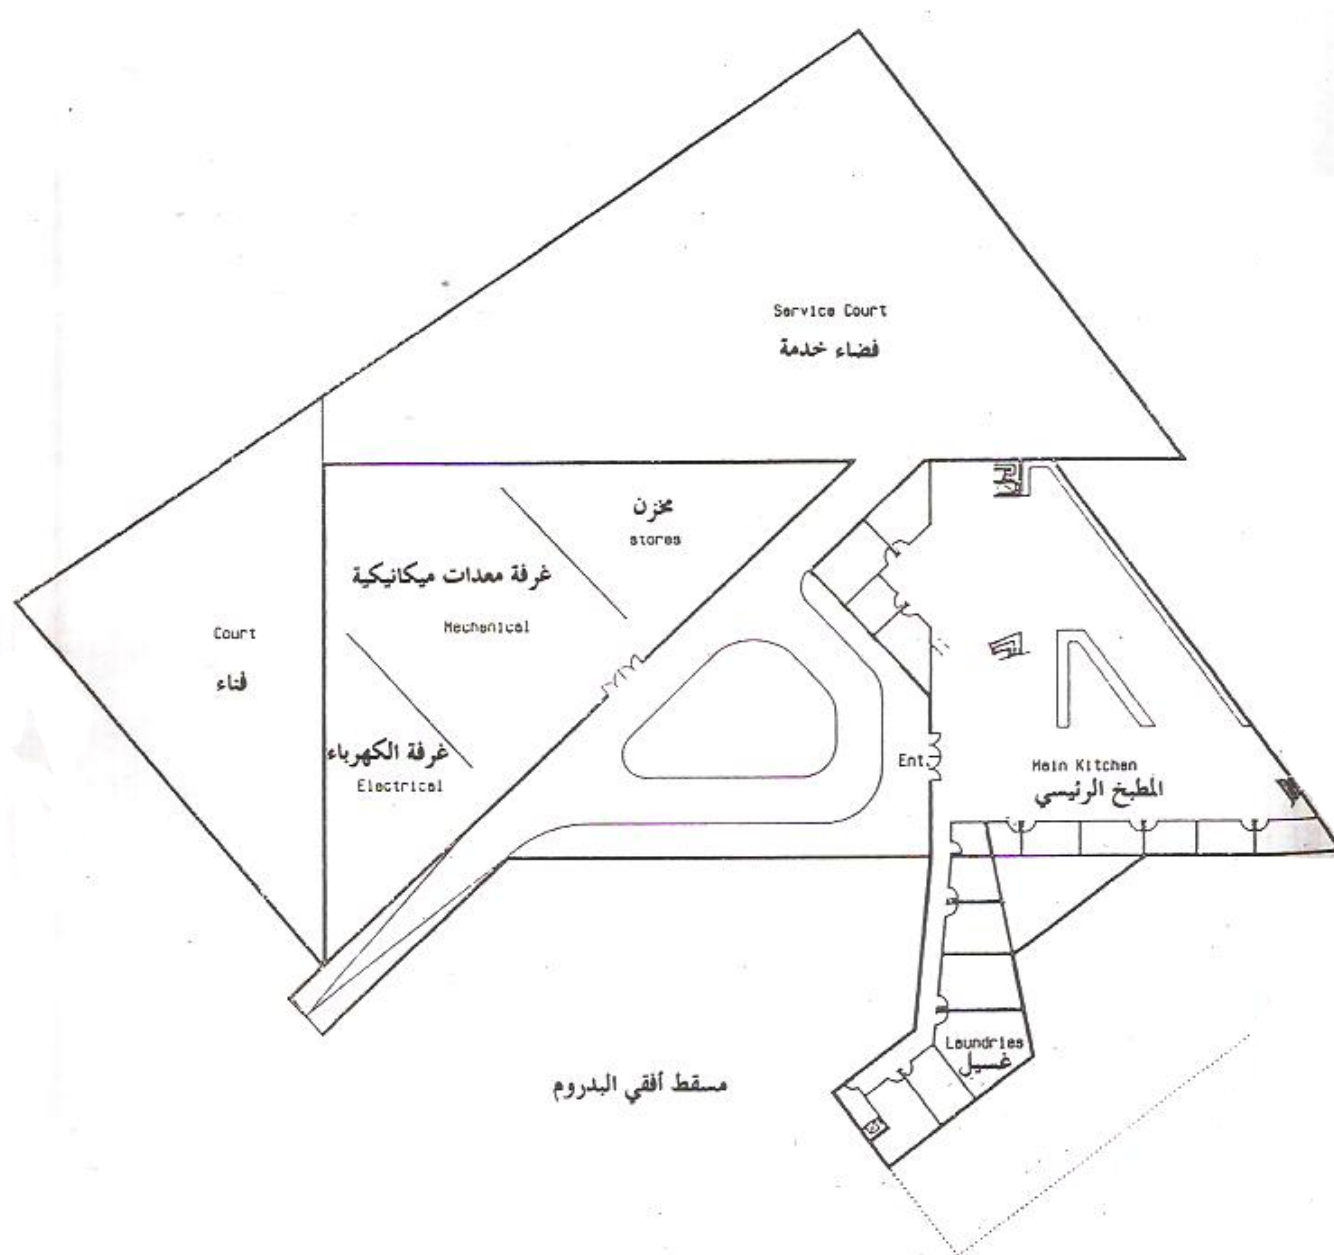 Service Court
فضاء خدمة
مخزن
stores
غرفة معدات ميكانيكية
Mechanical
Court
فناء
غرفة الكهرباء
Electrical
Ent.
Main Kitchen
المطبخ الرئيسي
Laundries
غسيل
مسقط أفقي البدروم